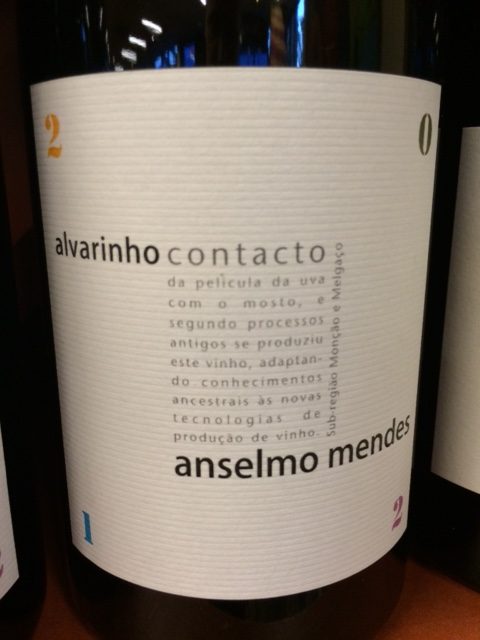 2 0
alvarinho contacto
da película da uva
com o mosto, e
segundo processos
antigos se produziu
este vinho, adaptan-
do conhecimentos
ancestrais às novas
tecnologias de
produção de vinho.
Sub-região Monção e Melgaço
anselmo mendes
1 2
2